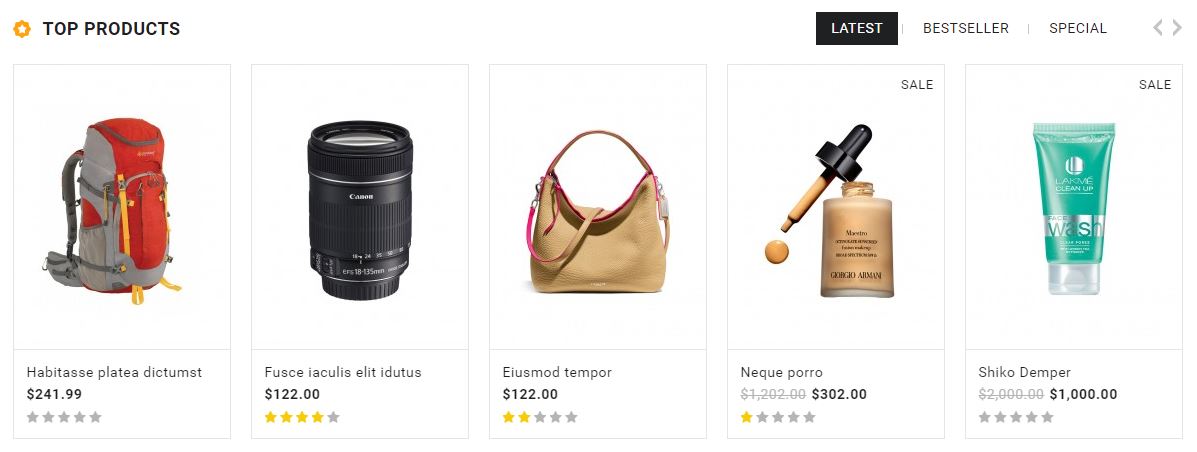 TOP PRODUCTS
LATEST
BESTSELLER
SPECIAL
Canon
EFS 18-135mm
SALE
Maestro
GIORGIO ARMANI
SALE
LAKMÉ
CLEAN UP
FACE
wash
CLEAR PORES
Habitasse platea dictumst
$241.99
Fusce iaculis elit idutus
$122.00
Eiusmod tempor
$122.00
Neque porro
$1,202.00 $302.00
Shiko Demper
$2,000.00 $1,000.00